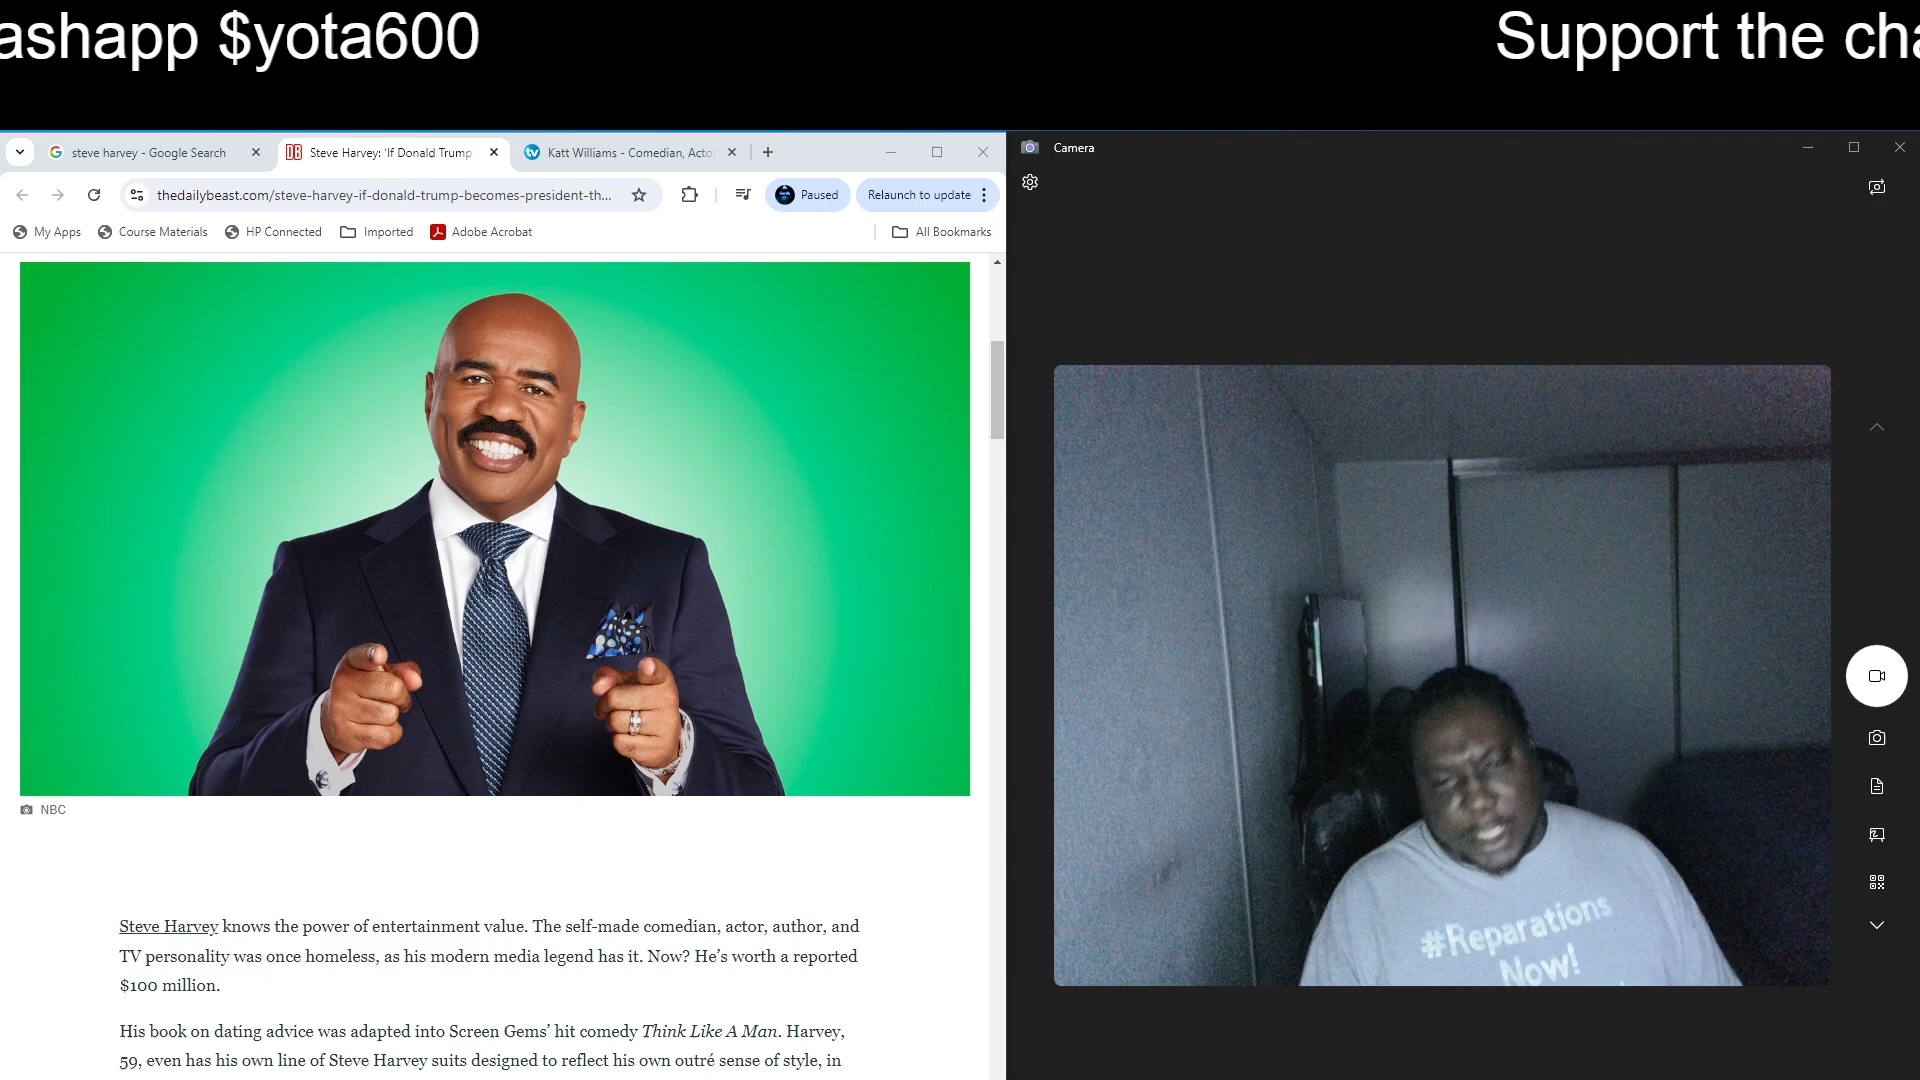 ashapp $yota600
Support the cha
steve harvey - Google Search
Steve Harvey: 'If Donald Trump
Katt Williams - Comedian, Acto
thedailybeast.com/steve-harvey-if-donald-trump-becomes-president-th...
Paused
Relaunch to update
My Apps
Course Materials
HP Connected
Imported
Adobe Acrobat
All Bookmarks
NBC
Steve Harvey knows the power of entertainment value. The self-made comedian, actor, author, and
TV personality was once homeless, as his modern media legend has it. Now? He's worth a reported
$100 million.
His book on dating advice was adapted into Screen Gems' hit comedy Think Like A Man. Harvey,
59, even has his own line of Steve Harvey suits designed to reflect his own outré sense of style, in
Camera
#Reparations
Now!